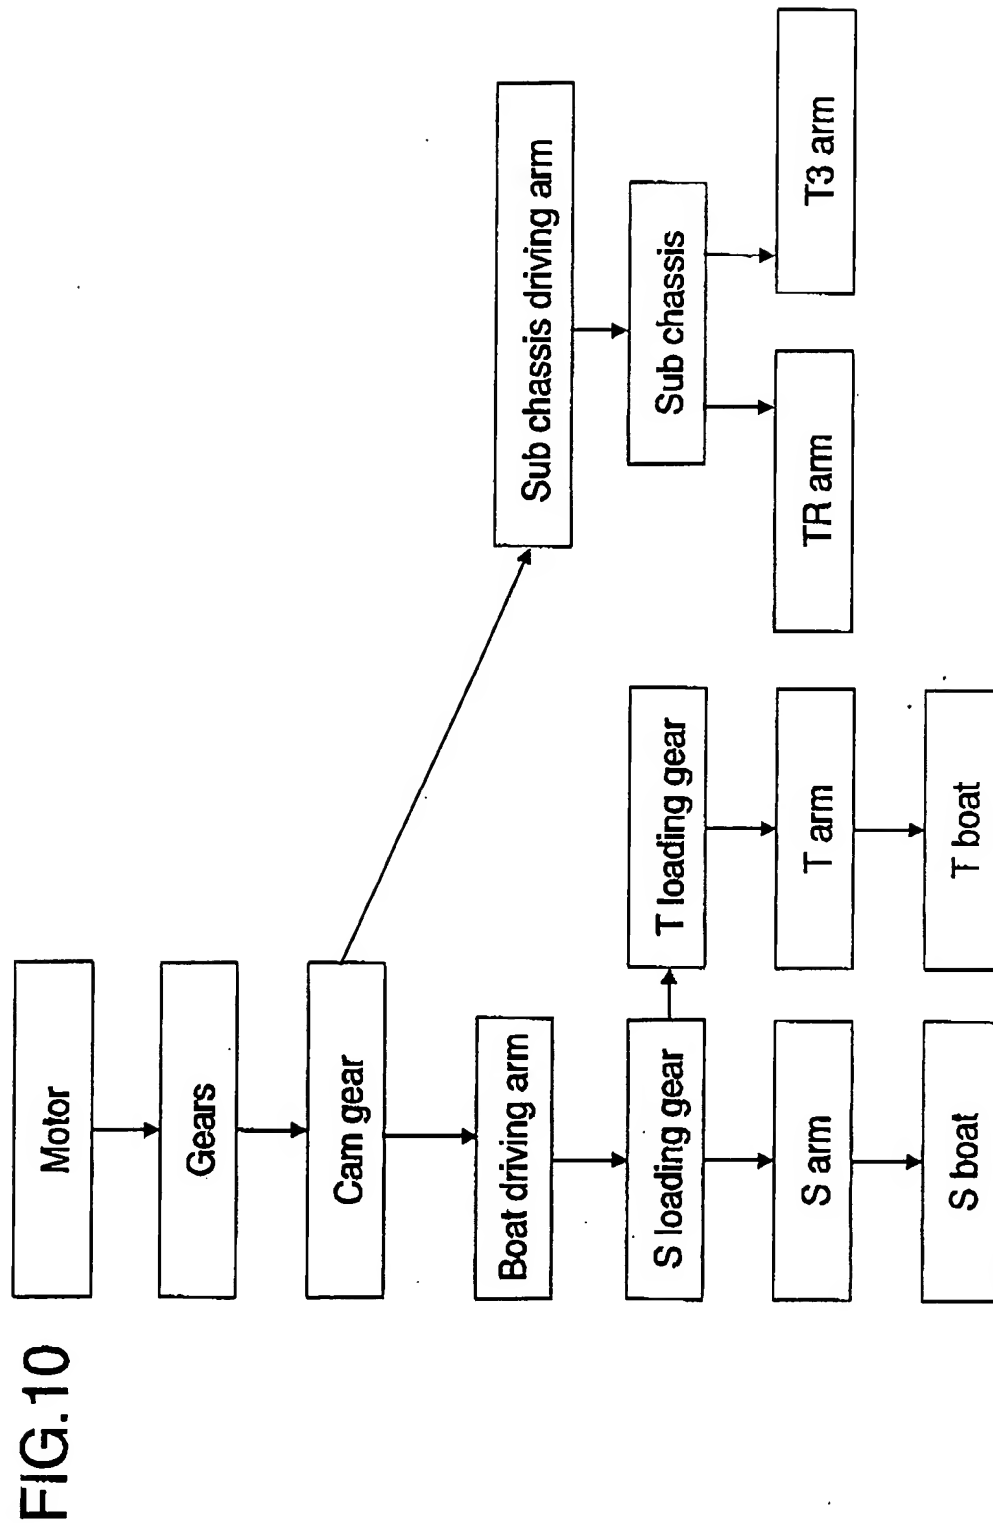 FIG.10
Motor
Gears
Cam gear
Boat driving arm
Sub chassis driving arm
S loading gear
T loading gear
Sub chassis
S arm
T arm
TR arm
T3 arm
S boat
T boat